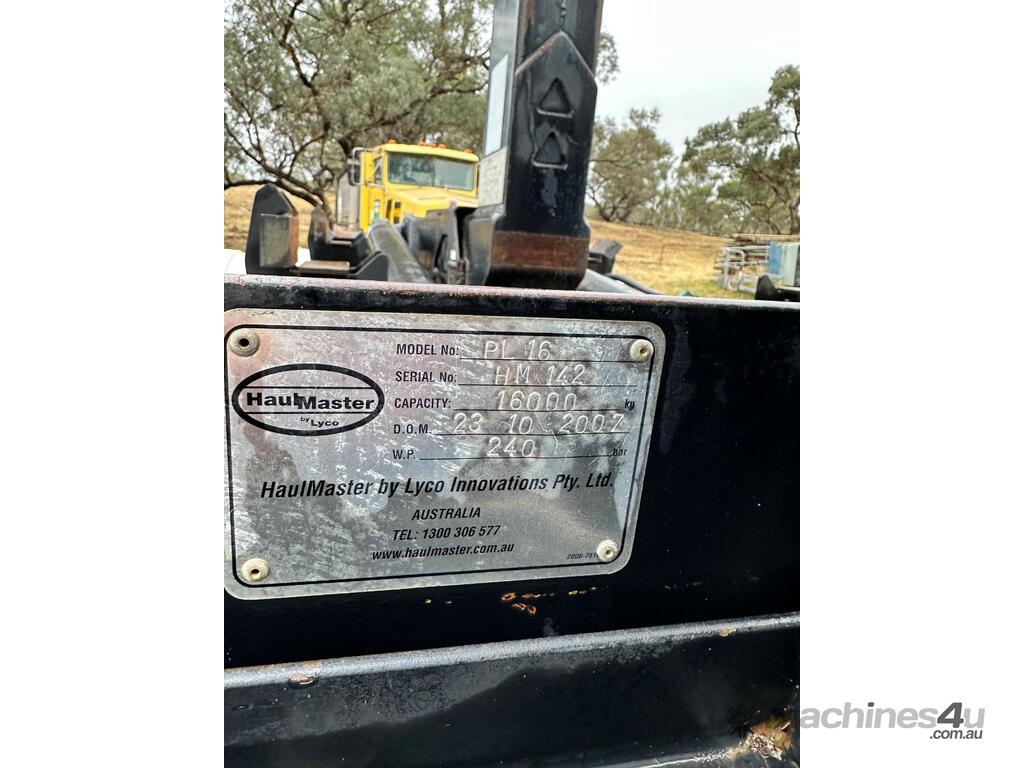 MODEL No: PL 16
SERIAL No: HM 142
CAPACITY: 16000 kg
D.O.M. 23 10 2007
W.P. 240 bar
HaulMaster
by Lyco
HaulMaster by Lyco Innovations Pty. Ltd.
AUSTRALIA
TEL: 1300 306 577
www.haulmaster.com.au
machines4u
.com.au